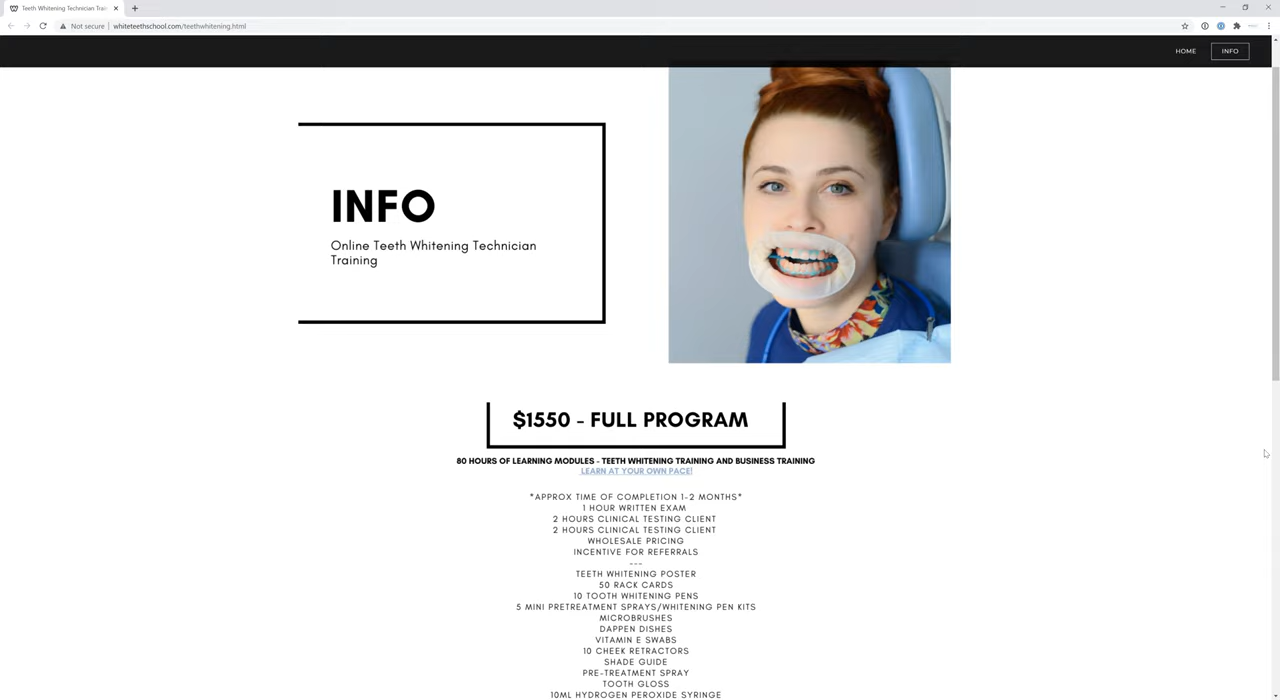 Teeth Whitening Technician Trai
Not secure
whiteteethschool.com/teethwhitening.html
HOME
INFO
INFO
Online Teeth Whitening Technician
Training
$1550 - FULL PROGRAM
80 HOURS OF LEARNING MODULES - TEETH WHITENING TRAINING AND BUSINESS TRAINING
LEARN AT YOUR OWN PACE!
*APPROX TIME OF COMPLETION 1-2 MONTHS*
1 HOUR WRITTEN EXAM
2 HOURS CLINICAL TESTING CLIENT
2 HOURS CLINICAL TESTING CLIENT
WHOLESALE PRICING
INCENTIVE FOR REFERRALS
---
TEETH WHITENING POSTER
50 RACK CARDS
10 TOOTH WHITENING PENS
5 MINI PRETREATMENT SPRAYS/WHITENING PEN KITS
MICROBRUSHES
DAPPEN DISHES
VITAMIN E SWABS
10 CHEEK RETRACTORS
SHADE GUIDE
PRE-TREATMENT SPRAY
TOOTH GLOSS
10ML HYDROGEN PEROXIDE SYRINGE